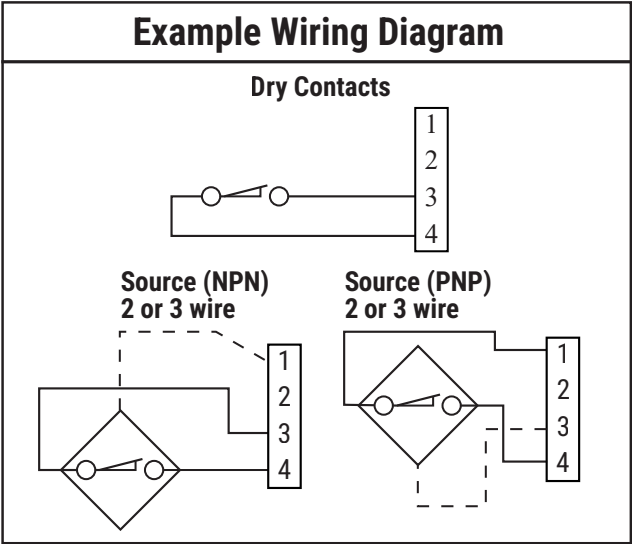 Example Wiring Diagram
Dry Contacts
1
2
3
4
Source (NPN)
2 or 3 wire
1
2
3
4
Source (PNP)
2 or 3 wire
1
2
3
4